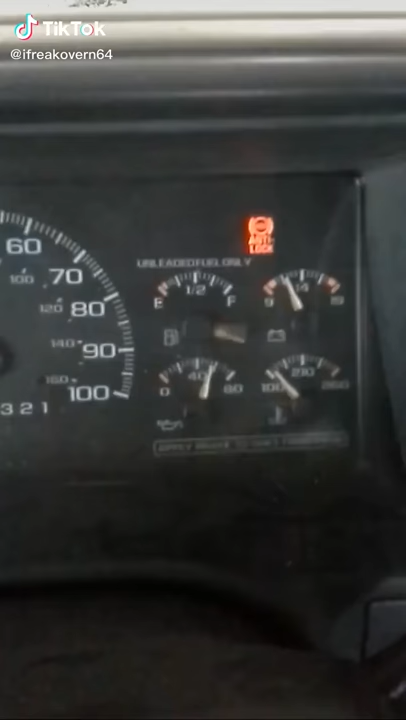 TikTok
@ifreakovern64
ANTI-
LOCK
UNLEADED FUEL ONLY
60
100
70
120
80
140
90
160
100
321
E 1/2 F
9 14 19
0 40 80
100 210 260